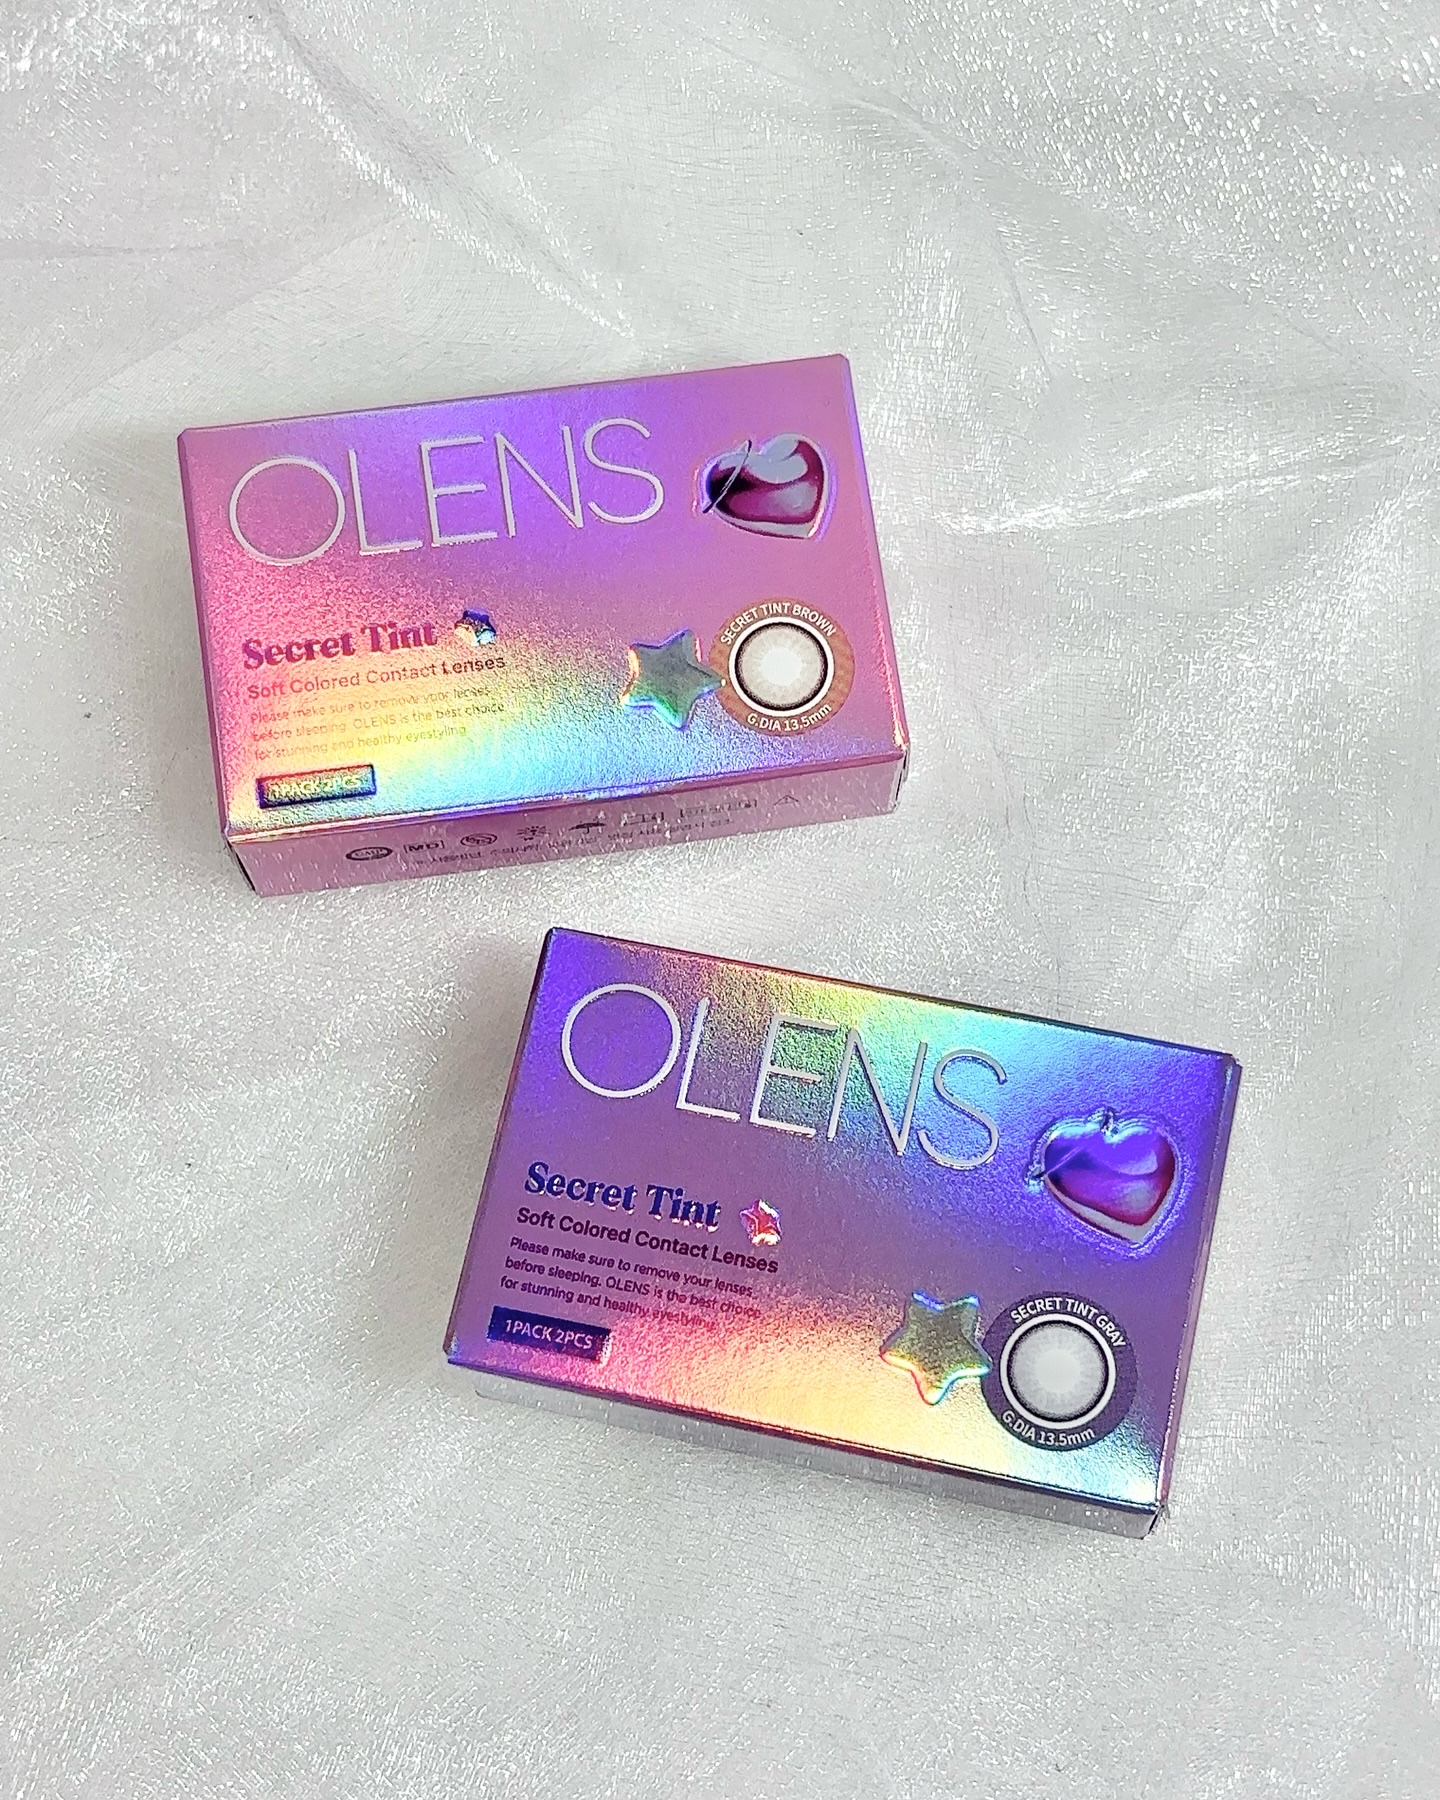 OLENS
Secret Tint
Soft Colored Contact Lenses
Please make sure to remove your lenses
before sleeping. OLENS is the best choice
for stunning and healthy eyestyling
1PACK 2PCS
SECRET TINT BROWN
G.DIA 13.5mm
[MD]
OLENS
Secret Tint
Soft Colored Contact Lenses
Please make sure to remove your lenses
before sleeping. OLENS is the best choice
for stunning and healthy eyestyling
1PACK 2PCS
SECRET TINT GRAY
G.DIA 13.5mm